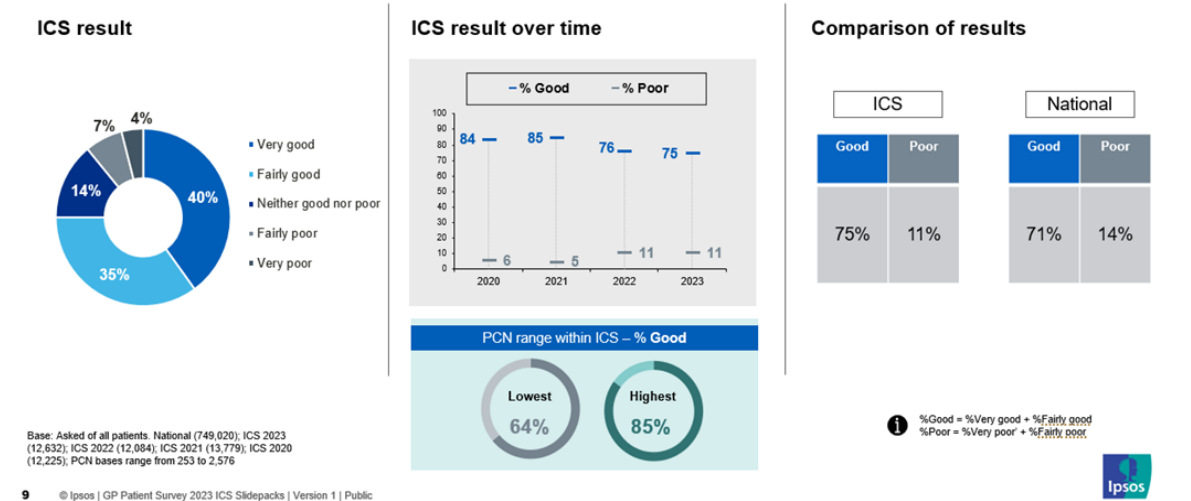 ICS result
7%
4%
14%
40%
35%
Very good
Fairly good
Neither good nor poor
Fairly poor
Very poor
Base: Asked of all patients. National (749,020); ICS 2023
(12,632); ICS 2022 (12,084); ICS 2021 (13,779); ICS 2020
(12,225); PCN bases range from 253 to 2,576
ICS result over time
% Good % Poor
100
90
80
70
60
50
40
30
20
10
0
84 85 76 75
6 5 11 11
2020 2021 2022 2023
PCN range within ICS – % Good
Lowest
64%
Highest
85%
Comparison of results
ICS National
Good Poor Good Poor
75% 11% 71% 14%
%Good = %Very good + %Fairly good
%Poor = %Very poor' + %Fairly poor
Ipsos
9 © Ipsos | GP Patient Survey 2023 ICS Slidepacks | Version 1 | Public